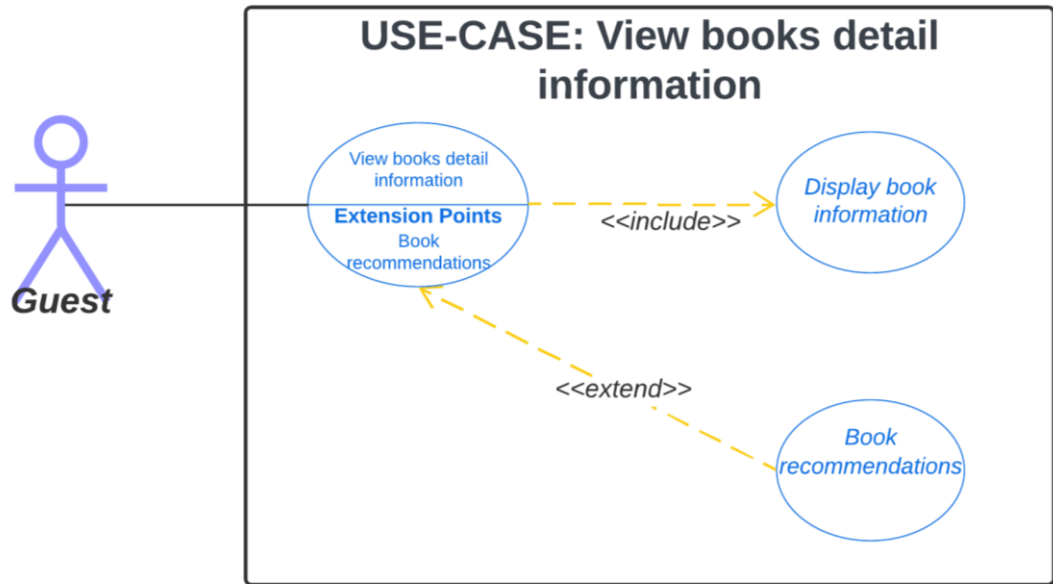 USE-CASE: View books detail
information
View books detail
information
Extension Points
Book
recommendations
<<include>>
Display book
information
Guest
<<extend>>
Book
recommendations